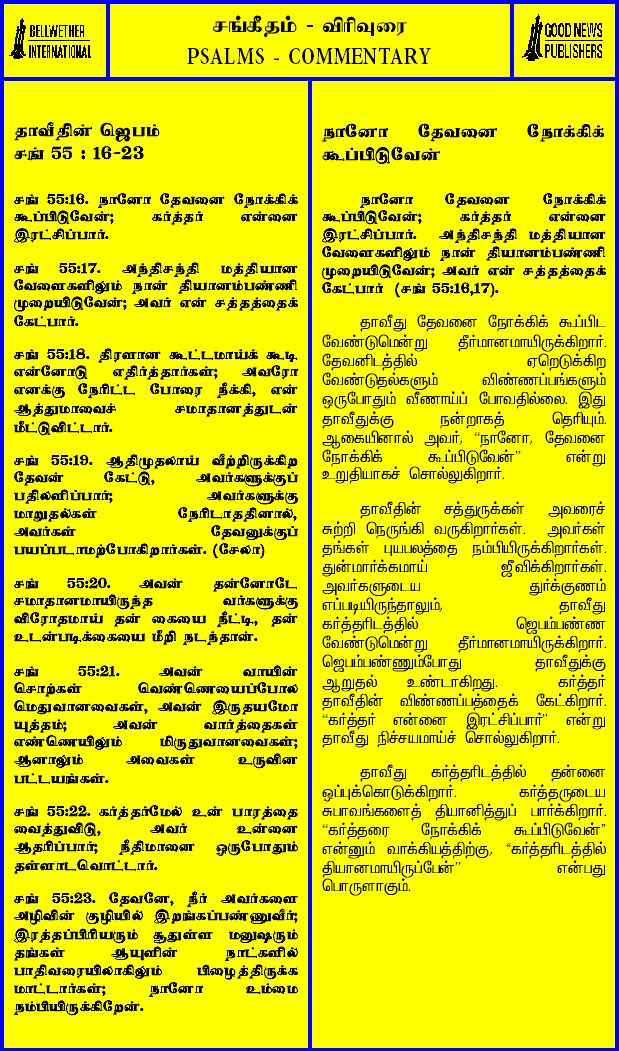 BELLWETHER
INTERNATIONAL
சங்கீதம் - விரிவுரை
PSALMS - COMMENTARY
GOOD NEWS
PUBLISHERS
தாவீதின் ஜெபம்
சங் 55 : 16-23
சங் 55:16. நானோ தேவனை நோக்கிக்
கூப்பிடுவேன்; கர்த்தர் என்னை
இரட்சிப்பார்.
சங் 55:17. அந்திசந்தி மத்தியான
வேளைகளிலும் நான் தியானம்பண்ணி
முறையிடுவேன்; அவர் என் சத்தத்தைக்
கேட்பார்.
சங் 55:18. திரளான கூட்டமாய்க் கூடி
என்னோடு எதிர்த்தார்கள்; அவரோ
எனக்கு நேரிட்ட போரை நீக்கி, என்
ஆத்துமாவைச் சமாதானத்துடன்
மீட்டுவிட்டார்.
சங் 55:19. ஆதிமுதலாய் வீற்றிருக்கிற
தேவன் கேட்டு, அவர்களுக்குப்
பதிலளிப்பார்; அவர்களுக்கு
மாறுதல்கள் நேரிடாததினால்,
அவர்கள் தேவனுக்குப்
பயப்படாமற்போகிறார்கள். (சேலா)
சங் 55:20. அவன் தன்னோடே
சமாதானமாயிருந்த வர்களுக்கு
விரோதமாய் தன் கையை நீட்டி, தன்
உடன்படிக்கையை மீறி நடந்தான்.
சங் 55:21. அவன் வாயின்
சொற்கள் வெண்ணெயைப்போல
மெதுவானவைகள், அவன் இருதயமோ
யுத்தம்; அவன் வார்த்தைகள்
எண்ணெயிலும் மிருதுவானவைகள்;
ஆனாலும் அவைகள் உருவின
பட்டயங்கள்.
சங் 55:22. கர்த்தர்மேல் உன் பாரத்தை
வைத்துவிடு, அவர் உன்னை
ஆதரிப்பார்; நீதிமானை ஒருபோதும்
தள்ளாடவொட்டார்.
சங் 55:23. தேவனே, நீர் அவர்களை
அழிவின் குழியில் இறங்கப்பண்ணுவீர்;
இரத்தப்பிரியரும் சூதுள்ள மனுஷரும்
தங்கள் ஆயுளின் நாட்களில்
பாதிவரையிலாகிலும் பிழைத்திருக்க
மாட்டார்கள்; நானோ உம்மை
நம்பியிருக்கிறேன்.
நானோ தேவனை நோக்கிக்
கூப்பிடுவேன்
நானோ தேவனை நோக்கிக்
கூப்பிடுவேன்; கர்த்தர் என்னை
இரட்சிப்பார். அந்திசந்தி மத்தியான
வேளைகளிலும் நான் தியானம்பண்ணி
முறையிடுவேன்; அவர் என் சத்தத்தைக்
கேட்பார் (சங் 55:16,17).
தாவீது தேவனை நோக்கிக் கூப்பிட
வேண்டுமென்று தீர்மானமாயிருக்கிறார்.
தேவனிடத்தில் ஏறெடுக்கிற
வேண்டுதல்களும் விண்ணப்பங்களும்
ஒருபோதும் வீணாய்ப் போவதில்லை. இது
தாவீதுக்கு நன்றாகத் தெரியும்.
ஆகையினால் அவர், “நானோ, தேவனை
நோக்கிக் கூப்பிடுவேன்” என்று
உறுதியாகச் சொல்லுகிறார்.
தாவீதின் சத்துருக்கள் அவரைச்
சுற்றி நெருங்கி வருகிறார்கள். அவர்கள்
தங்கள் புயபலத்தை நம்பியிருக்கிறார்கள்.
துன்மார்க்கமாய் ஜீவிக்கிறார்கள்.
அவர்களுடைய துர்க்குணம்
எப்படியிருந்தாலும், தாவீது
கர்த்தரிடத்தில் ஜெபம்பண்ண
வேண்டுமென்று தீர்மானமாயிருக்கிறார்.
ஜெபம்பண்ணும்போது தாவீதுக்கு
ஆறுதல் உண்டாகிறது. கர்த்தர்
தாவீதின் விண்ணப்பத்தைக் கேட்கிறார்.
“கர்த்தர் என்னை இரட்சிப்பார்” என்று
தாவீது நிச்சயமாய்ச் சொல்லுகிறார்.
தாவீது கர்த்தரிடத்தில் தன்னை
ஒப்புக்கொடுக்கிறார். கர்த்தருடைய
சுபாவங்களைத் தியானித்துப் பார்க்கிறார்.
“கர்த்தரை நோக்கிக் கூப்பிடுவேன்”
என்னும் வாக்கியத்திற்கு, “கர்த்தரிடத்தில்
தியானமாயிருப்பேன்” என்பது
பொருளாகும்.